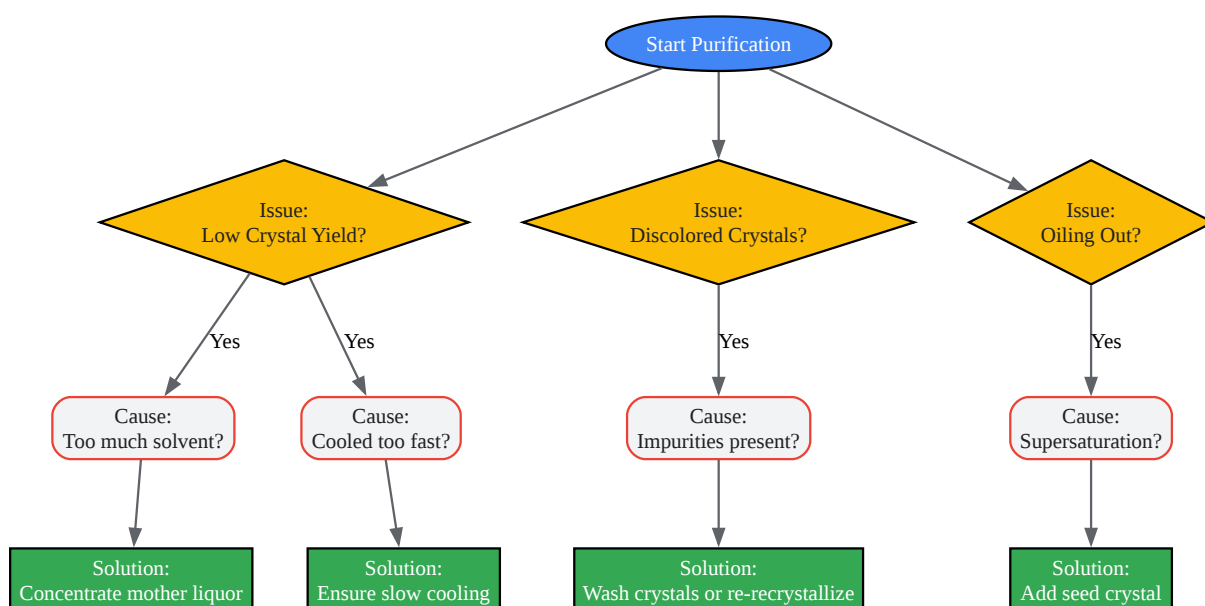 Start Purification
Issue:
Low Crystal Yield?
Issue:
Discolored Crystals?
Issue:
Oiling Out?
Yes
Yes
Yes
Yes
Cause:
Too much solvent?
Cause:
Cooled too fast?
Cause:
Impurities present?
Cause:
Supersaturation?
Solution:
Concentrate mother liquor
Solution:
Ensure slow cooling
Solution:
Wash crystals or re-recrystallize
Solution:
Add seed crystal